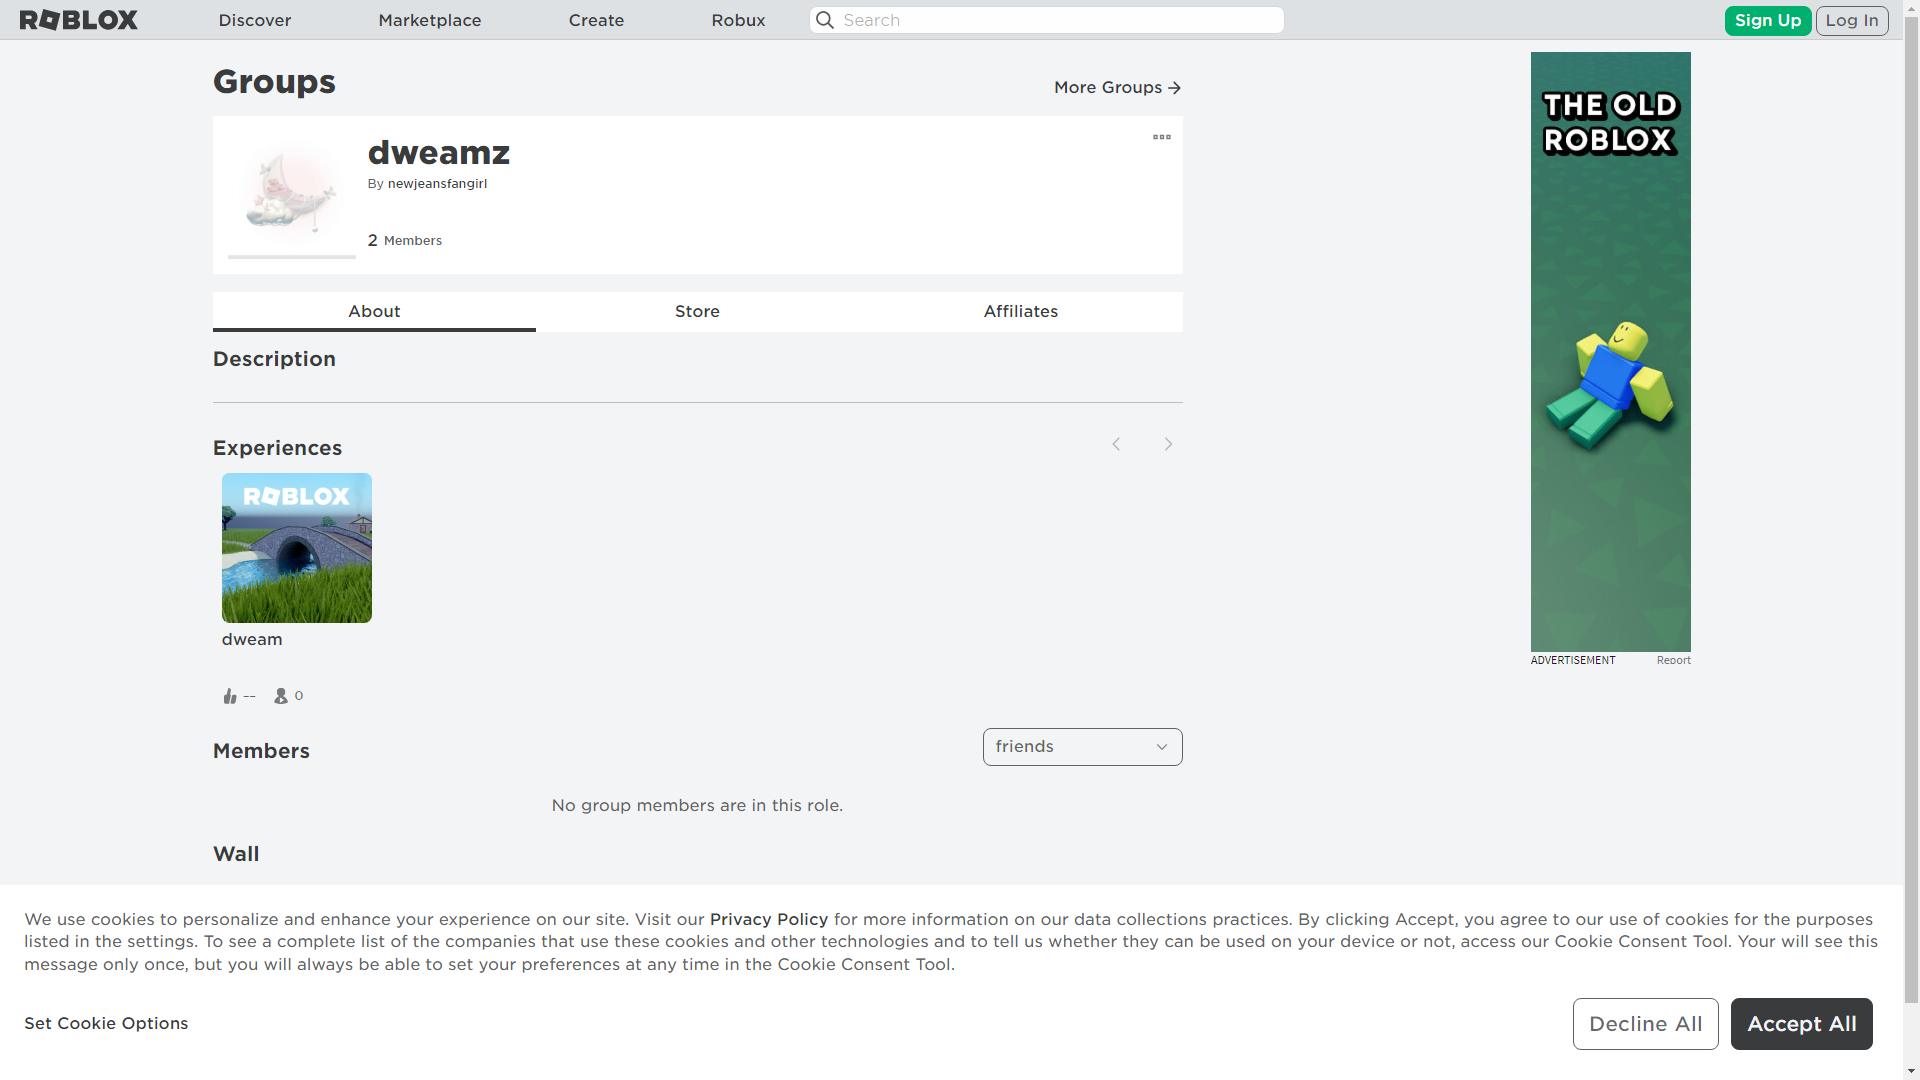 ROBLOX
Discover
Marketplace
Create
Robux
Search
Sign Up
Log In
Groups
More Groups
dweamz
By newjeansfangirl
2 Members
About
Store
Affiliates
Description
Experiences
ROBLOX
dweam
--
0
Members
friends
No group members are in this role.
Wall
THE OLD
ROBLOX
ADVERTISEMENT
Report
We use cookies to personalize and enhance your experience on our site. Visit our Privacy Policy for more information on our data collections practices. By clicking Accept, you agree to our use of cookies for the purposes
listed in the settings. To see a complete list of the companies that use these cookies and other technologies and to tell us whether they can be used on your device or not, access our Cookie Consent Tool. Your will see this
message only once, but you will always be able to set your preferences at any time in the Cookie Consent Tool.
Set Cookie Options
Decline All
Accept All